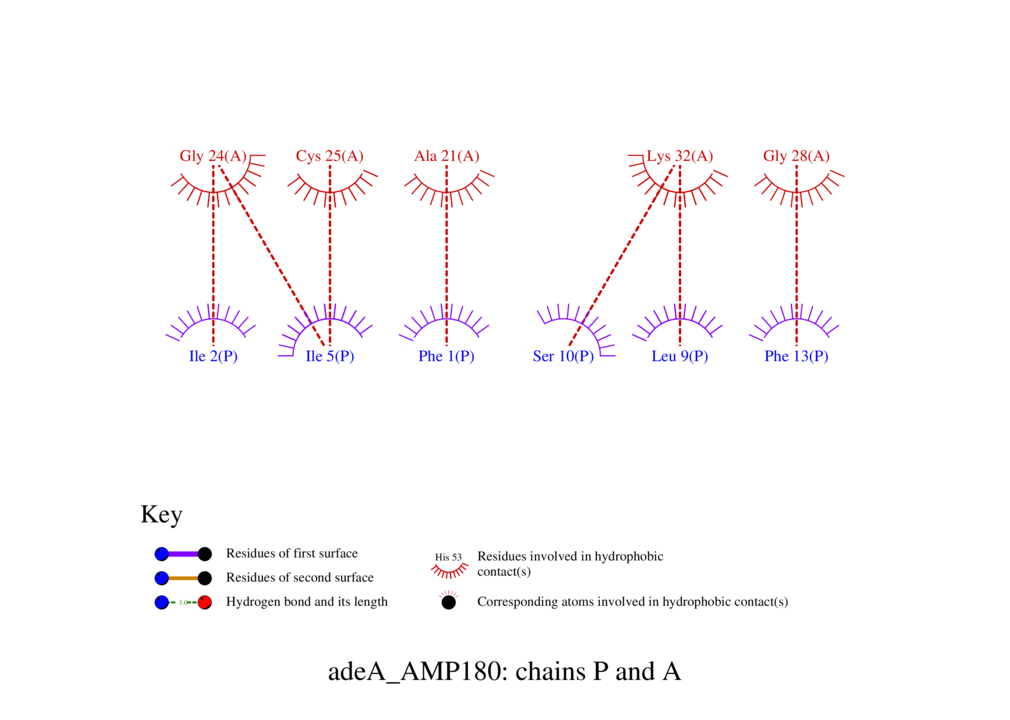 Gly 24(A) Cys 25(A) Ala 21(A) Lys 32(A) Gly 28(A)
Ile 2(P) Ile 5(P) Phe 1(P) Ser 10(P) Leu 9(P) Phe 13(P)
Key
Residues of first surface
Residues of second surface
3.0 Hydrogen bond and its length
His 53 Residues involved in hydrophobic
contact(s)
Corresponding atoms involved in hydrophobic contact(s)
adeA_AMP180: chains P and A